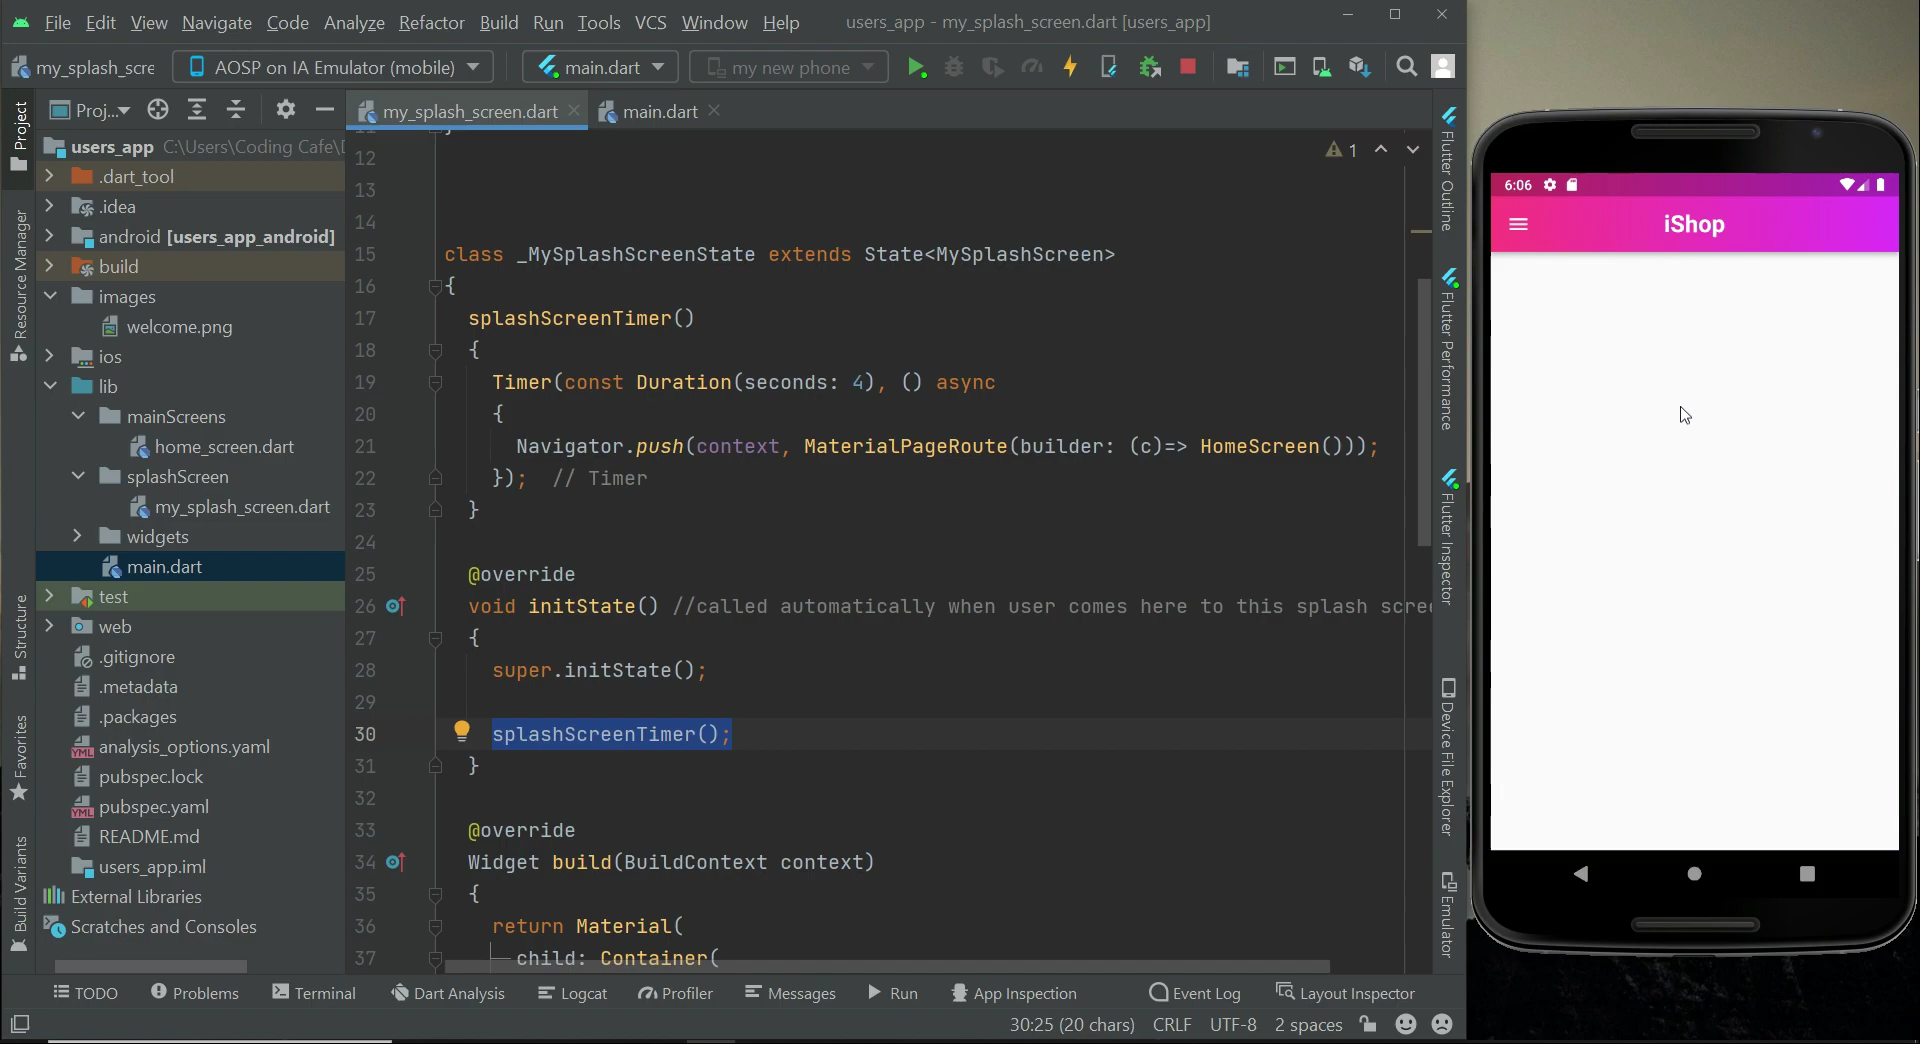 File Edit View Navigate Code Analyze Refactor Build Run Tools VCS Window Help users_app - my_splash_screen.dart [users_app]
my_splash_scre AOSP on IA Emulator (mobile) main.dart my new phone
Proj... my_splash_screen.dart main.dart
Project
Resource Manager
Structure
Favorites
Build Variants
users_app C:\Users\Coding Cafe\
.dart_tool
.idea
android [users_app_android]
build
images
welcome.png
ios
lib
mainScreens
home_screen.dart
splashScreen
my_splash_screen.dart
widgets
main.dart
test
web
.gitignore
.metadata
.packages
analysis_options.yaml
pubspec.lock
pubspec.yaml
README.md
users_app.iml
External Libraries
Scratches and Consoles
1
12
13
14
15 class _MySplashScreenState extends State<MySplashScreen>
16 {
17 splashScreenTimer()
18 {
19 Timer(const Duration(seconds: 4), () async
20 {
21 Navigator.push(context, MaterialPageRoute(builder: (c)=> HomeScreen()));
22 }); // Timer
23 }
24
25 @override
26 void initState() //called automatically when user comes here to this splash scre
27 {
28 super.initState();
29
30 splashScreenTimer();
31 }
32
33 @override
34 Widget build(BuildContext context)
35 {
36 return Material(
37 child: Container(
Flutter Outline
Flutter Performance
Flutter Inspector
Device File Explorer
Emulator
6:06
iShop
TODO Problems Terminal Dart Analysis Logcat Profiler Messages Run App Inspection Event Log Layout Inspector
30:25 (20 chars) CRLF UTF-8 2 spaces